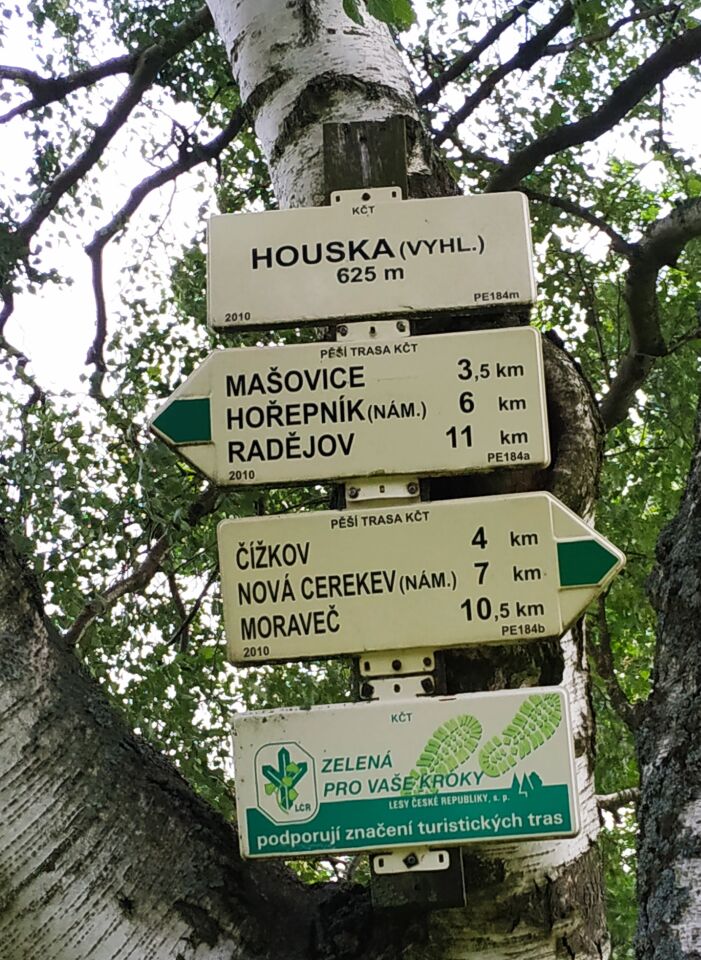 KČT
HOUSKA (VYHL.)
625 m
2010 PE184m
PĚŠÍ TRASA KČT
MAŠOVICE 3,5 km
HOŘEPNÍK (NÁM.) 6 km
RADĚJOV 11 km
2010 PE184a
PĚŠÍ TRASA KČT
ČÍŽKOV 4 km
NOVÁ CEREKEV (NÁM.) 7 km
MORAVEČ 10,5 km
2010 PE184b
KČT
ZELENÁ
PRO VAŠE KROKY
LČR
LESY ČESKÉ REPUBLIKY, s. p.
podporují značení turistických tras